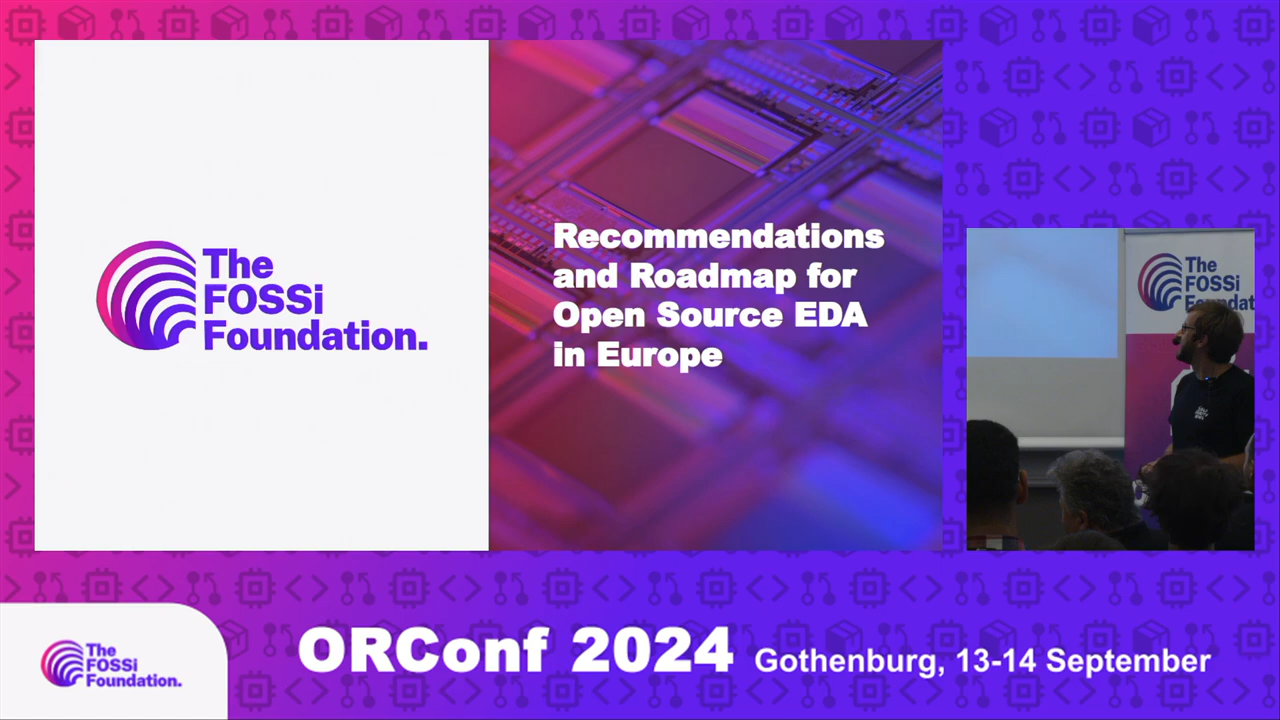 The
FOSSi
Foundation.
Recommendations
and Roadmap for
Open Source EDA
in Europe
The
FOSSi
Foundat
The
FOSSi
Foundation.
ORConf 2024
Gothenburg, 13-14 September